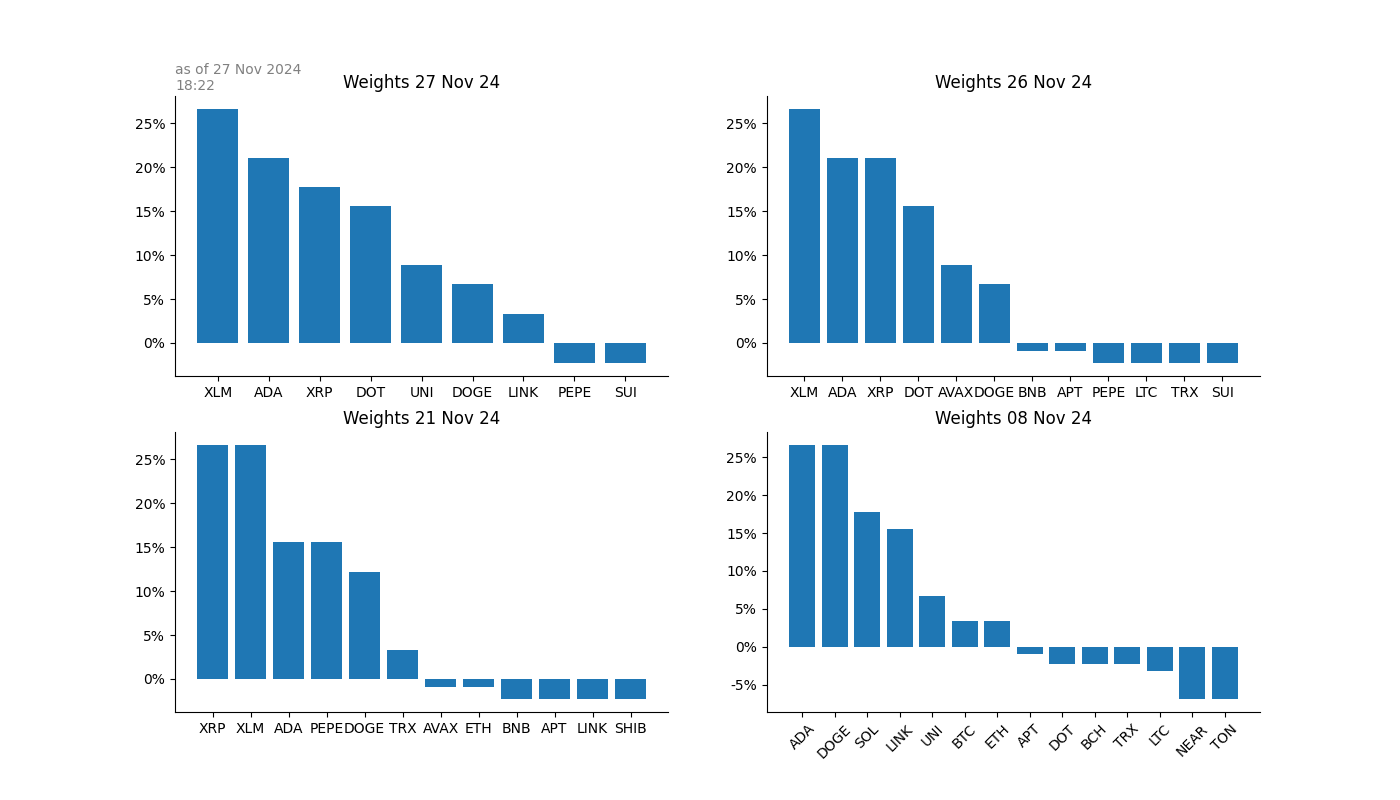 as of 27 Nov 2024
18:22
Weights 27 Nov 24
25%
20%
15%
10%
5%
0%
XLM ADA XRP DOT UNI DOGE LINK PEPE SUI
Weights 26 Nov 24
25%
20%
15%
10%
5%
0%
XLM ADA XRP DOT AVAX DOGE BNB APT PEPE LTC TRX SUI
Weights 21 Nov 24
25%
20%
15%
10%
5%
0%
XRP XLM ADA PEPE DOGE TRX AVAX ETH BNB APT LINK SHIB
Weights 08 Nov 24
25%
20%
15%
10%
5%
0%
-5%
ADA DOGE SOL LINK UNI BTC ETH APT DOT BCH TRX LTC NEAR TON